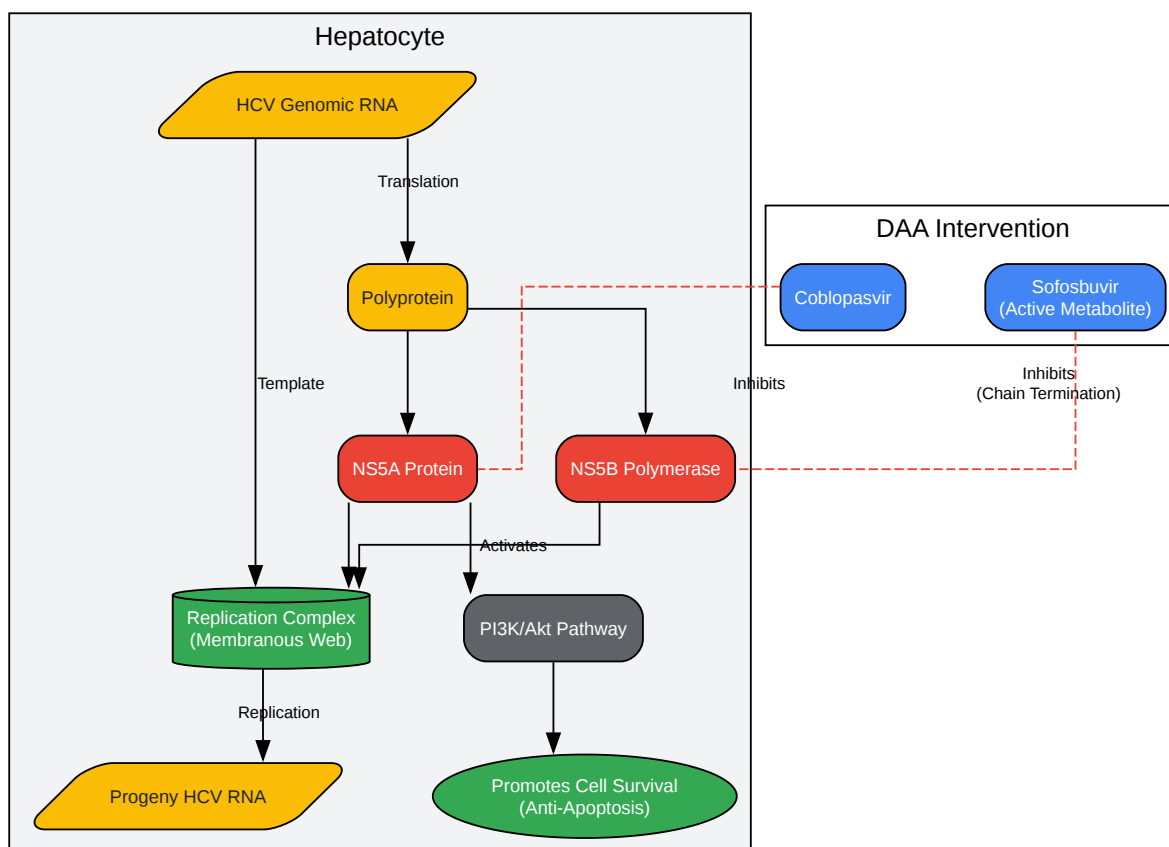 Hepatocyte
HCV Genomic RNA
Translation
DAA Intervention
Polyprotein
Coblopasvir
Sofosbuvir
(Active Metabolite)
Template
Inhibits
Inhibits
(Chain Termination)
NS5A Protein
NS5B Polymerase
Activates
Replication Complex
(Membranous Web)
PI3K/Akt Pathway
Replication
Progeny HCV RNA
Promotes Cell Survival
(Anti-Apoptosis)